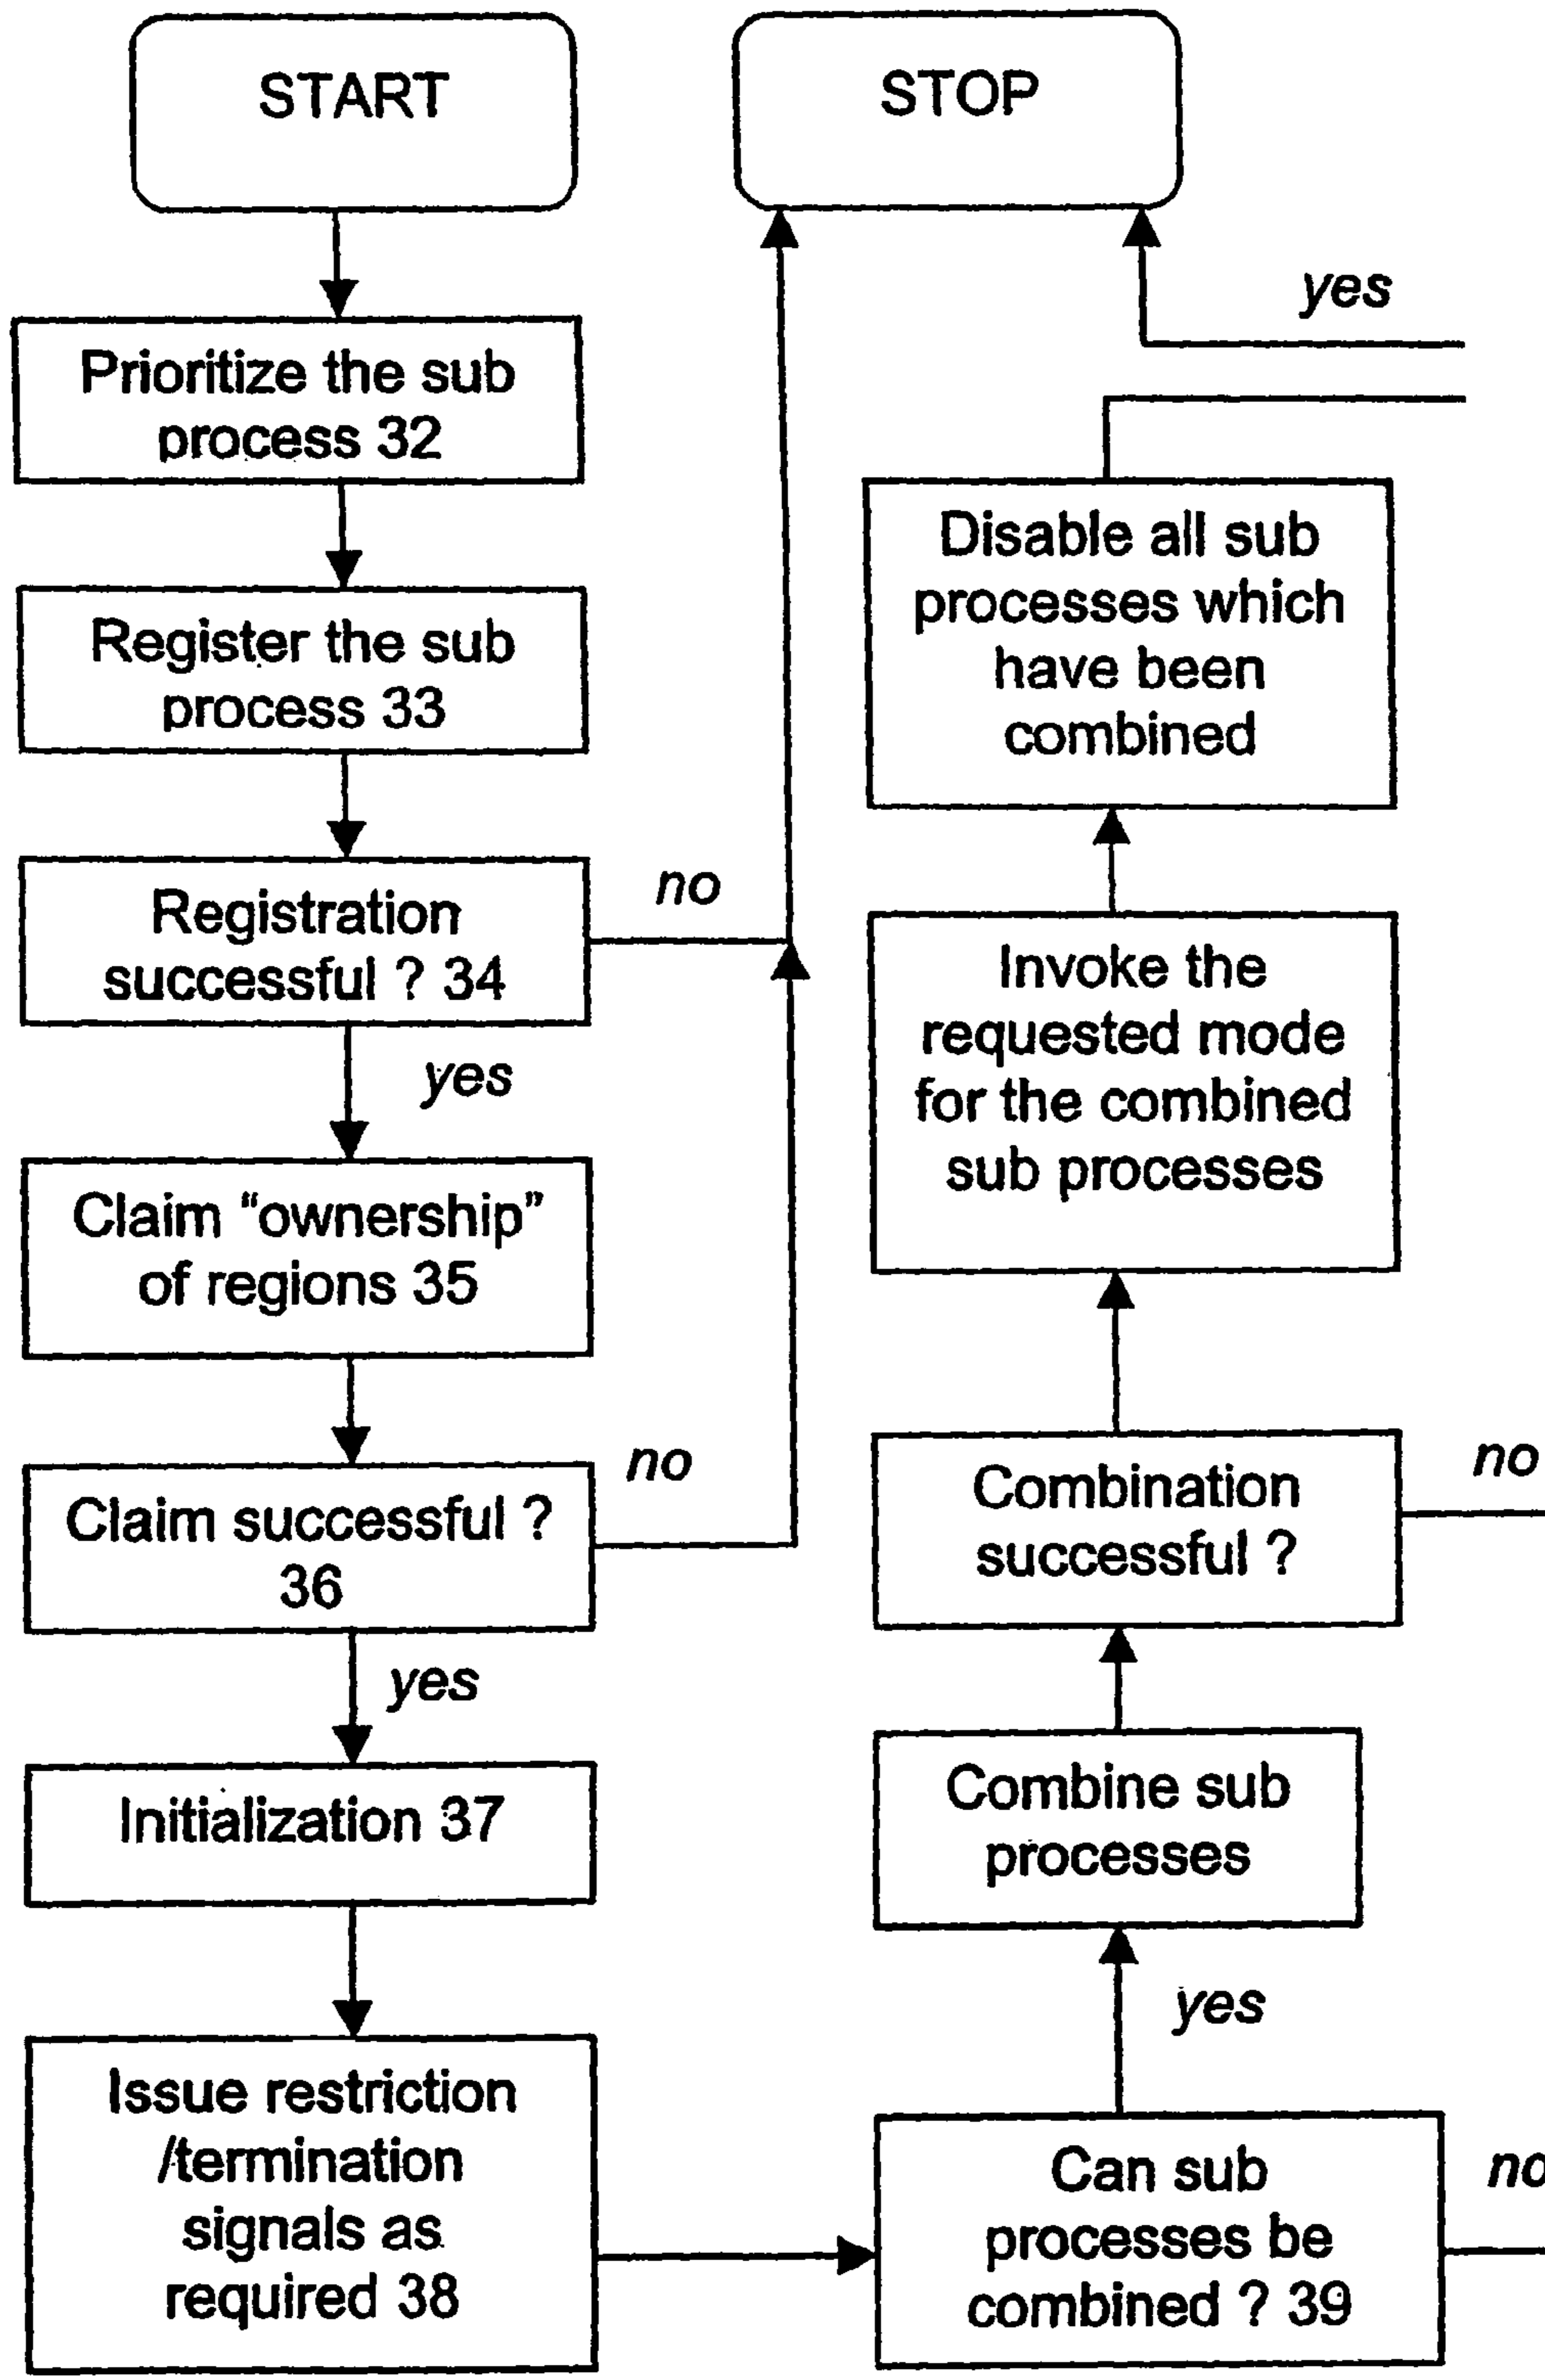 START
Prioritize the sub
process 32
Register the sub
process 33
Registration
successful ? 34
no
yes
Claim “ownership”
of regions 35
Claim successful ?
36
no
yes
Initialization 37
Issue restriction
/termination
signals as
required 38
STOP
yes
Disable all sub
processes which
have been
combined
Invoke the
requested mode
for the combined
sub processes
Combination
successful ?
no
Combine sub
processes
yes
Can sub
processes be
combined ? 39
no